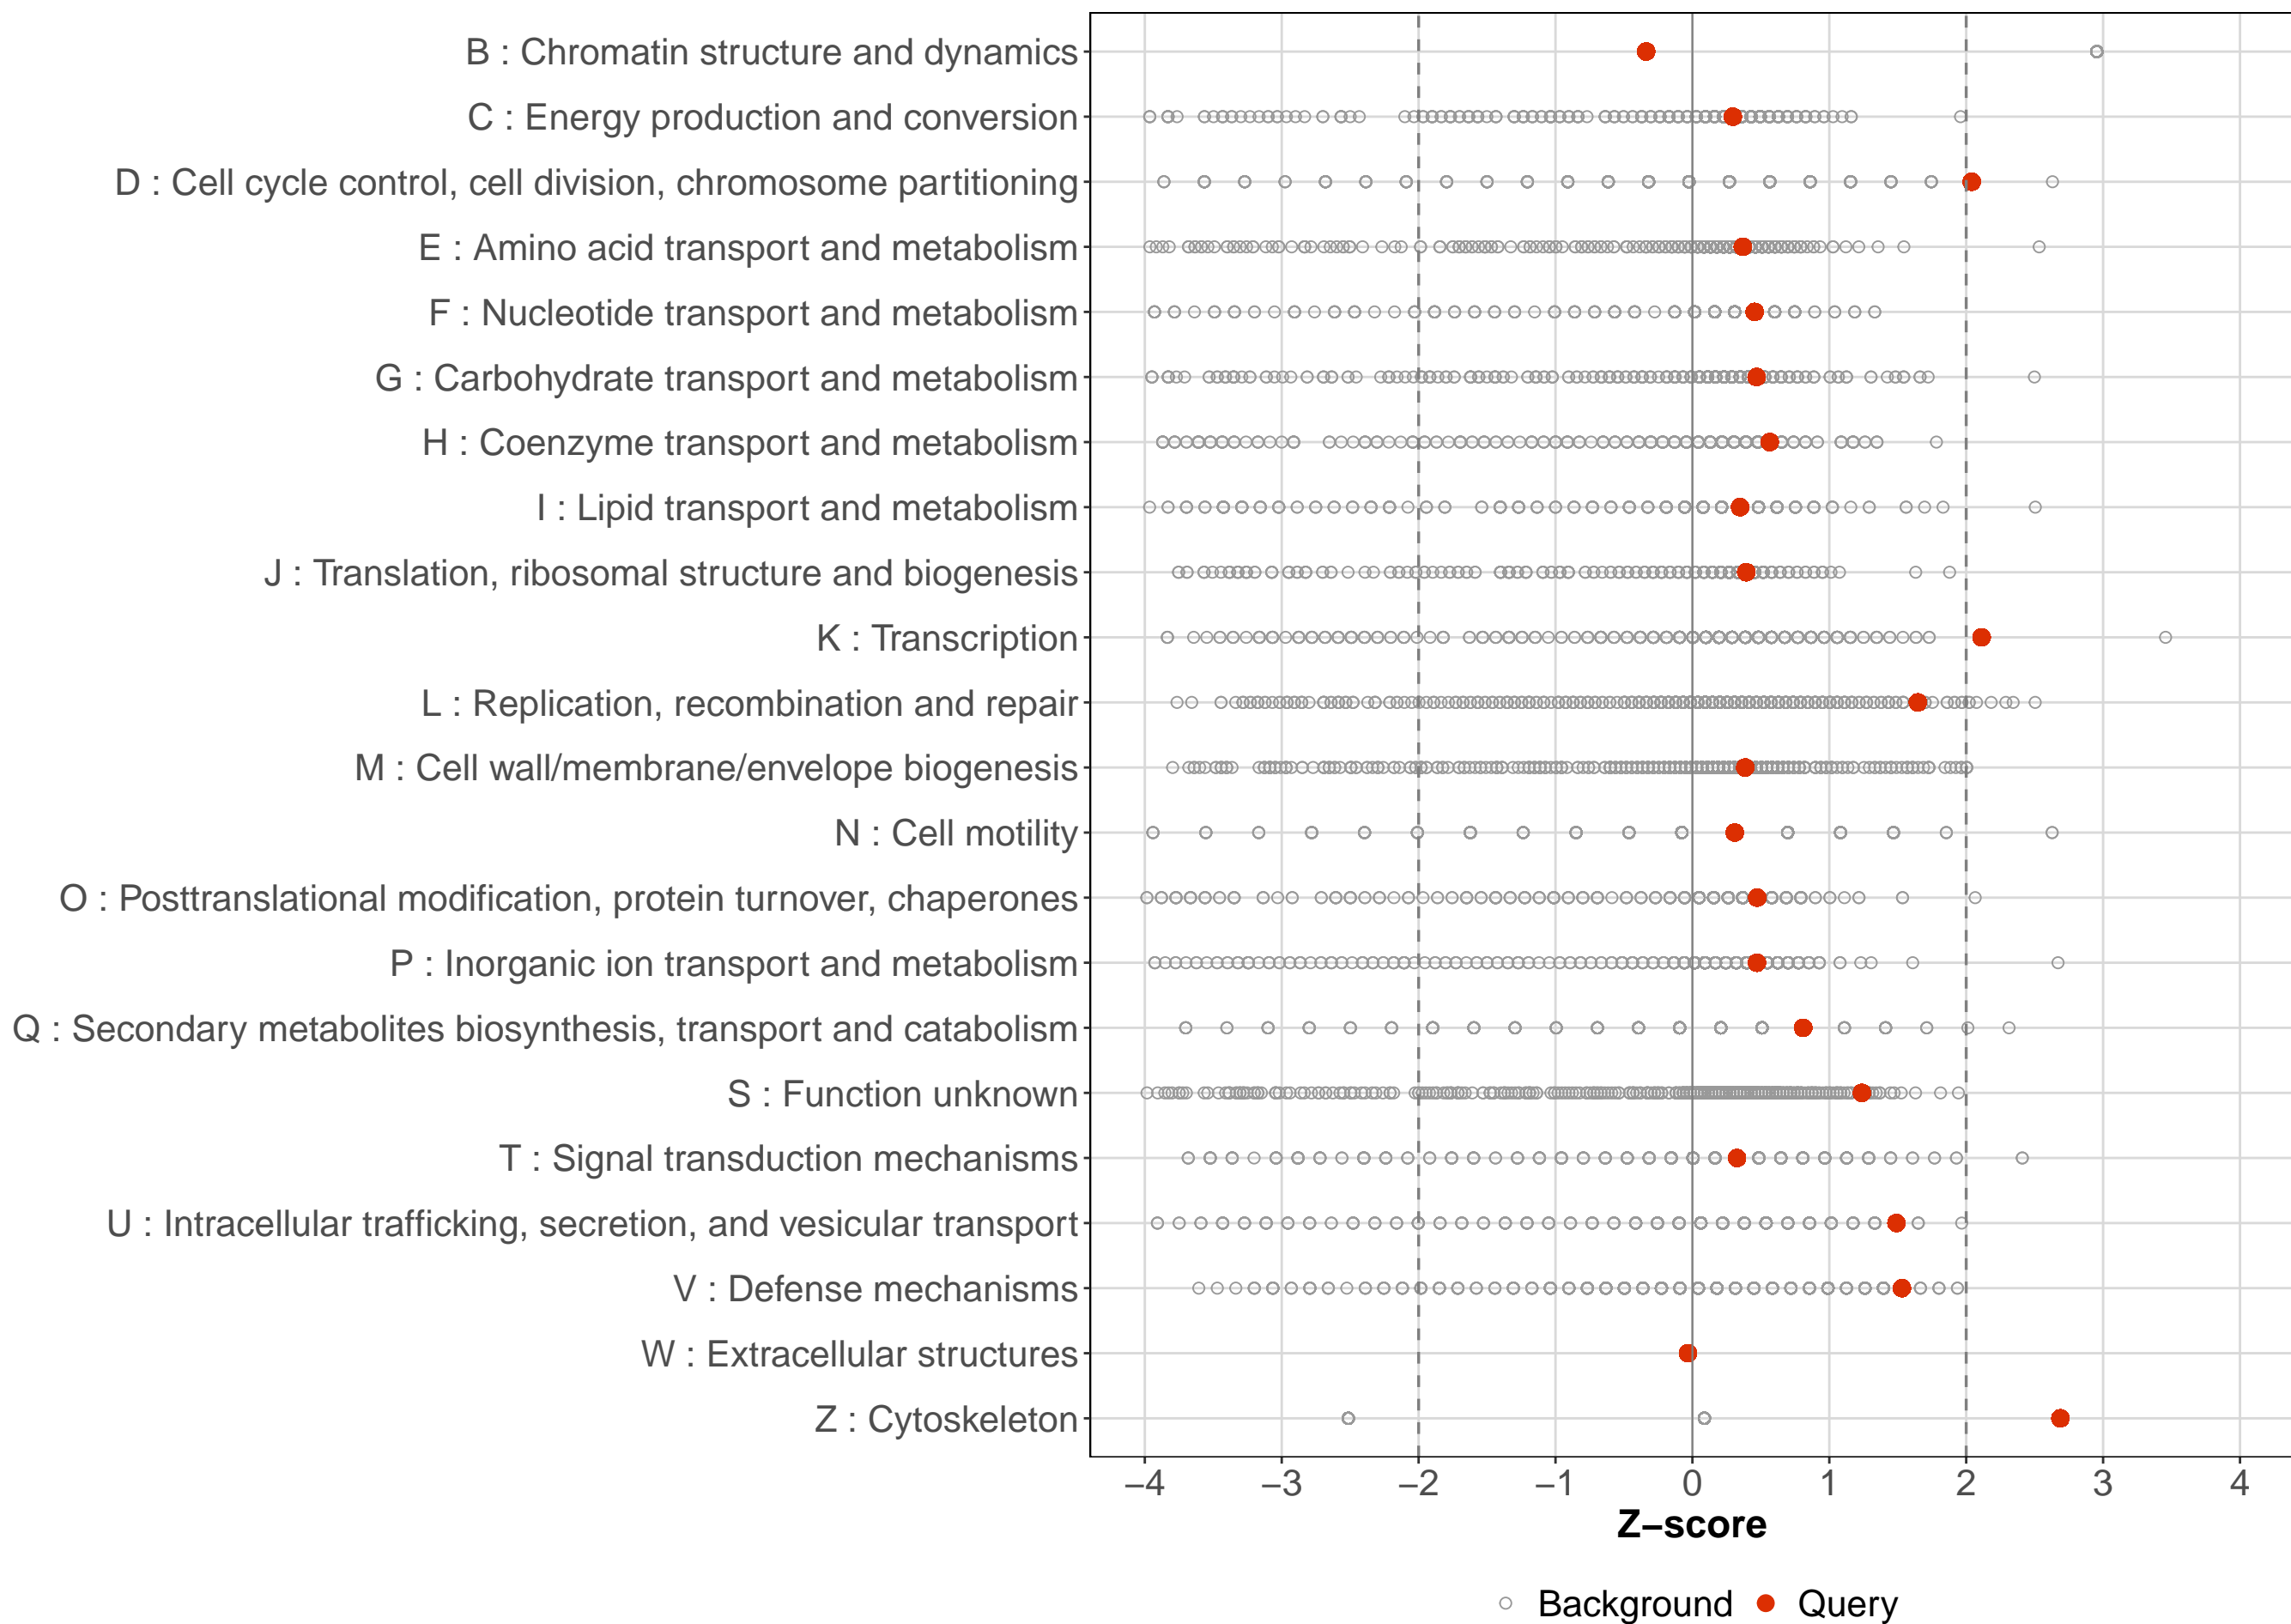 B : Chromatin structure and dynamics
C : Energy production and conversion
D : Cell cycle control, cell division, chromosome partitioning
E : Amino acid transport and metabolism
F : Nucleotide transport and metabolism
G : Carbohydrate transport and metabolism
H : Coenzyme transport and metabolism
I : Lipid transport and metabolism
J : Translation, ribosomal structure and biogenesis
K : Transcription
L : Replication, recombination and repair
M : Cell wall/membrane/envelope biogenesis
N : Cell motility
O : Posttranslational modification, protein turnover, chaperones
P : Inorganic ion transport and metabolism
Q : Secondary metabolites biosynthesis, transport and catabolism
S : Function unknown
T : Signal transduction mechanisms
U : Intracellular trafficking, secretion, and vesicular transport
V : Defense mechanisms
W : Extracellular structures
Z : Cytoskeleton
−4 −3 −2 −1 0 1 2 3 4
Z−score
Background Query